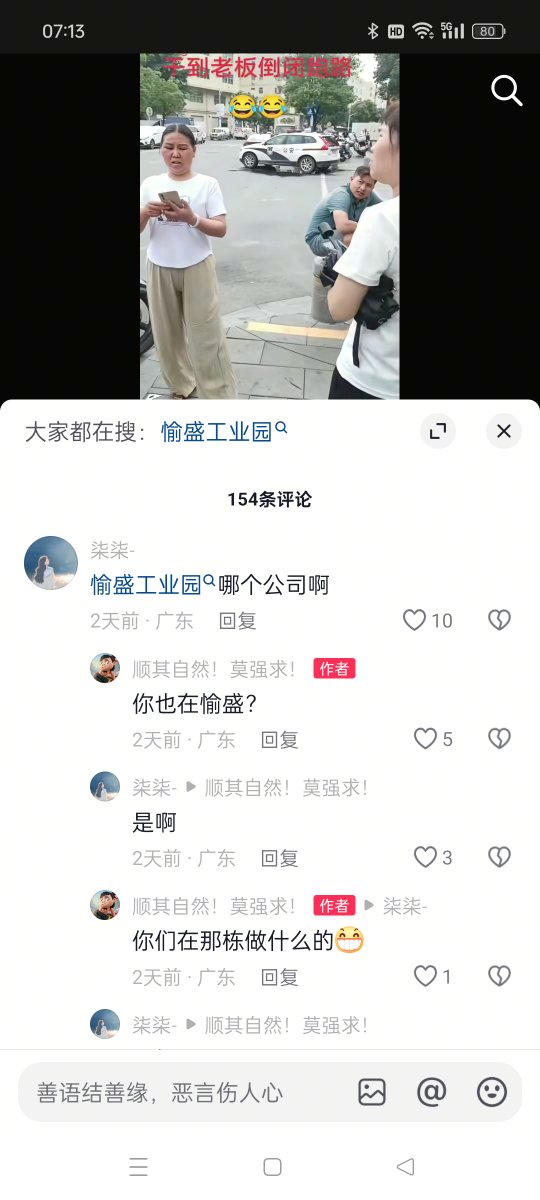 07:13
HD
5G
80
干到老板倒闭跑路
😂😂
公安
大家都在搜：愉盛工业园
154条评论
柒柒-
愉盛工业园哪个公司啊
2天前 · 广东 回复 10
顺其自然！莫强求！ 作者
你也在愉盛？
2天前 · 广东 回复 5
柒柒- ▶ 顺其自然！莫强求！
是啊
2天前 · 广东 回复 3
顺其自然！莫强求！ 作者 ▶ 柒柒-
你们在那栋做什么的😁
2天前 · 广东 回复 1
柒柒- ▶ 顺其自然！莫强求！
善语结善缘，恶言伤人心